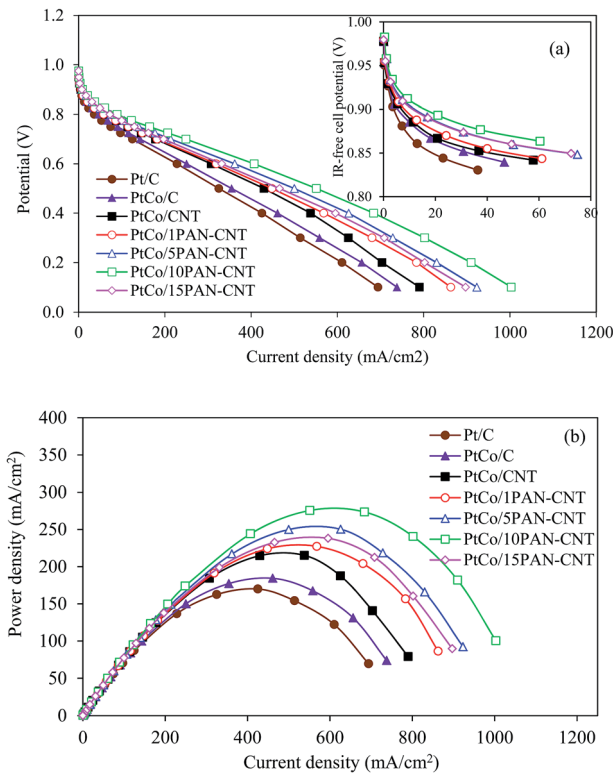 1.2
1.0
0.8
0.6
0.4
0.2
0.0
Potential (V)
0 200 400 600 800 1000 1200
Current density (mA/cm2)
Pt/C
PtCo/C
PtCo/CNT
PtCo/1PAN-CNT
PtCo/5PAN-CNT
PtCo/10PAN-CNT
PtCo/15PAN-CNT
(a)
IR-free cell potential (V)
1.00
0.95
0.90
0.85
0.80
0 20 40 60 80
(b)
Power density (mA/cm²)
400
350
300
250
200
150
100
50
0
0 200 400 600 800 1000 1200
Current density (mA/cm²)
Pt/C
PtCo/C
PtCo/CNT
PtCo/1PAN-CNT
PtCo/5PAN-CNT
PtCo/10PAN-CNT
PtCo/15PAN-CNT